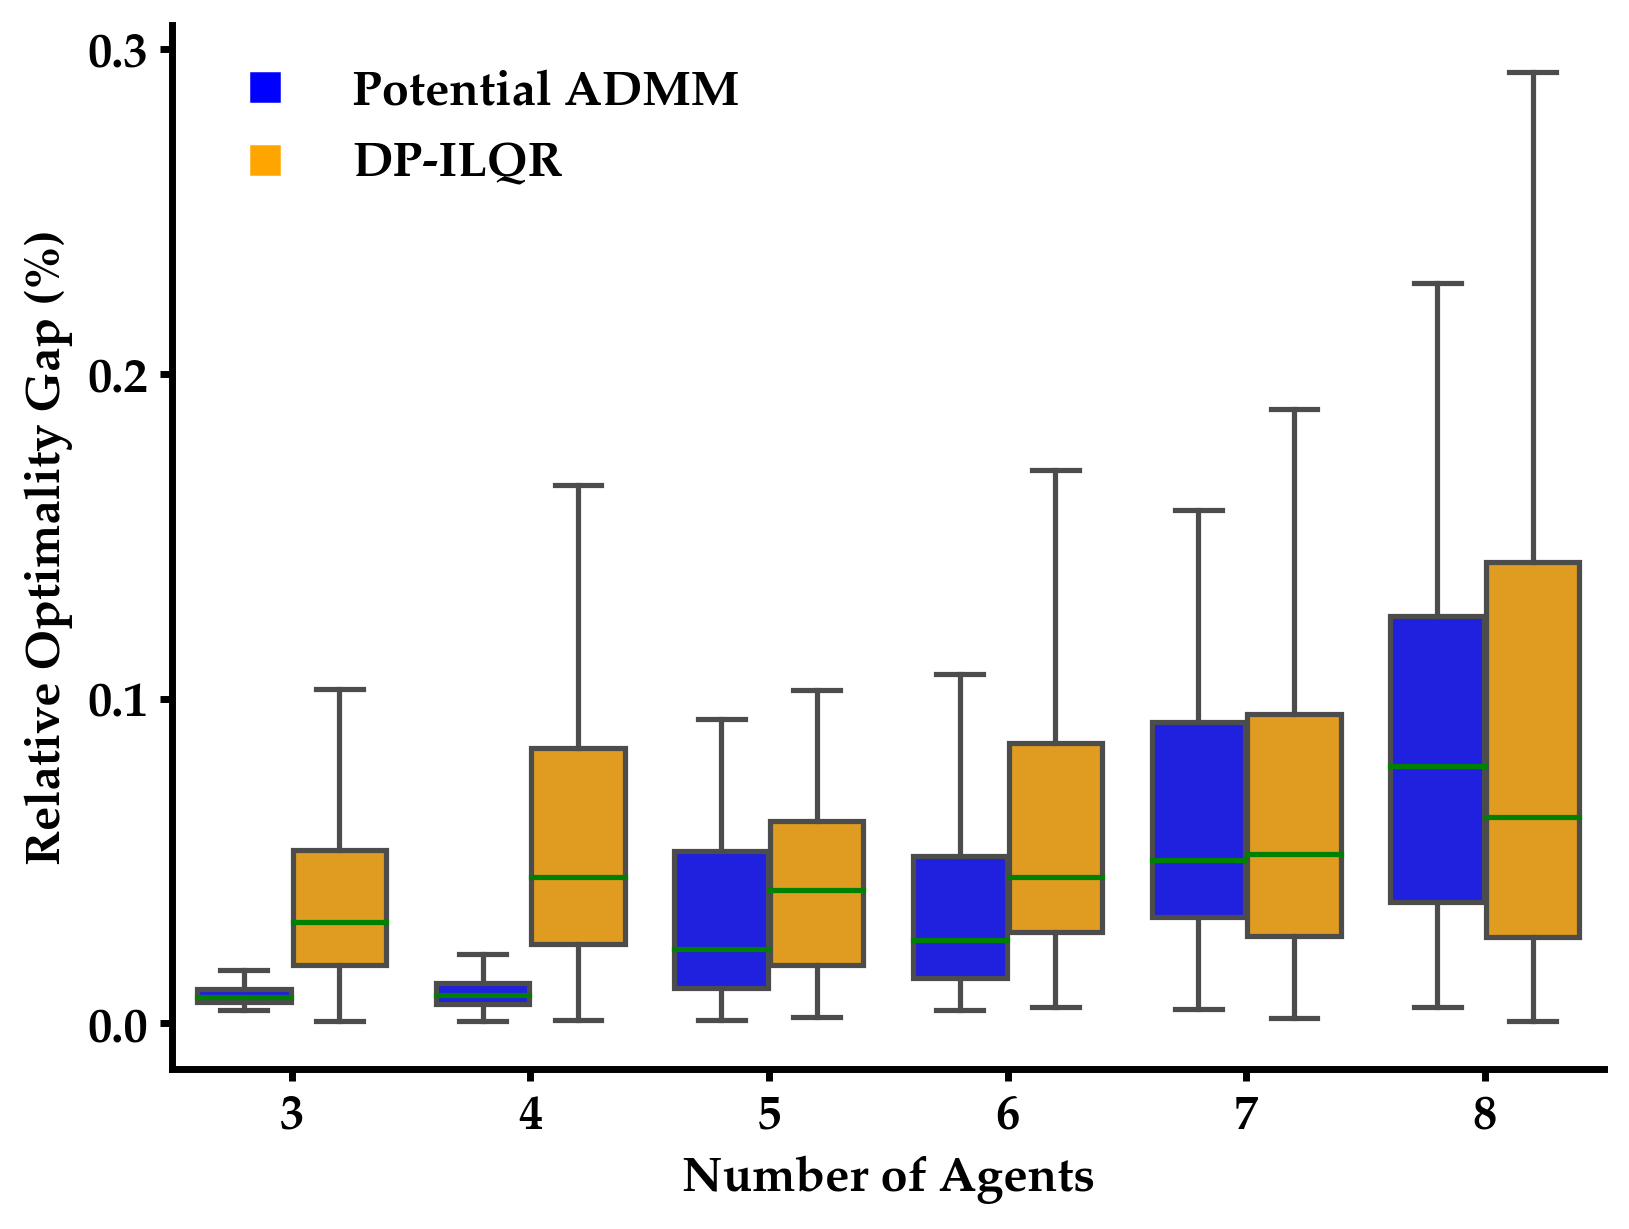 0.3
Potential ADMM
DP-ILQR
Relative Optimality Gap (%)
0.2
0.1
0.0
3 4 5 6 7 8
Number of Agents